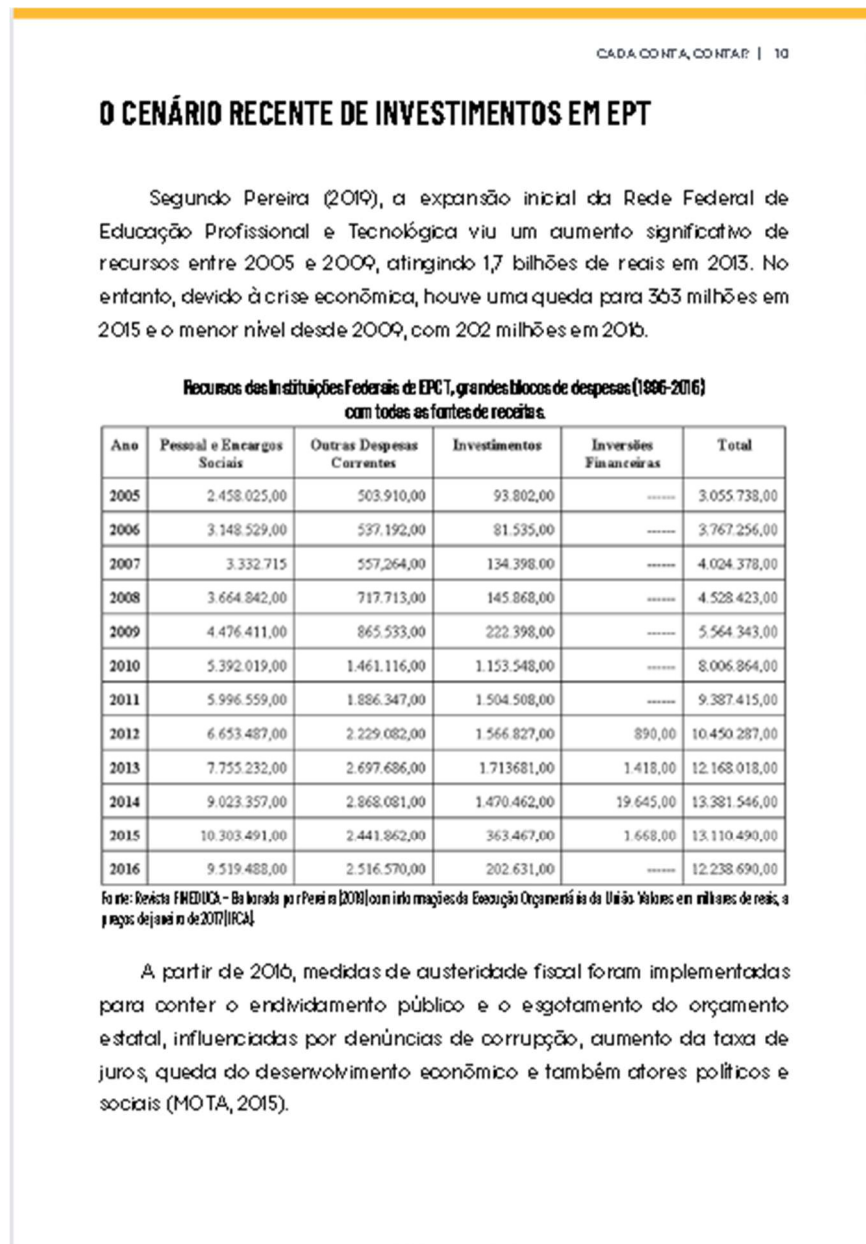 CADA CONTA, CONTAR | 10
O CENÁRIO RECENTE DE INVESTIMENTOS EM EPT
Segundo Pereira (2019), a expansão inicial da Rede Federal de
Educação Profissional e Tecnológica viu um aumento significativo de
recursos entre 2005 e 2009, atingindo 1,7 bilhões de reais em 2013. No
entanto, devido à crise econômica, houve uma queda para 363 milhões em
2015 e o menor nível desde 2009, com 202 milhões em 2016.
Recursos das Instituições Federais de EPCT, grandes blocos de despesas
com todas as fontes de receitas.
Ano Pessoal e Encargos Sociais Outras Despesas Correntes Investimentos Inversões Financeiras Total
2005 2.458.025,00 503.910,00 93.802,00 ------ 3.055.738,00
2006 3.148.529,00 537.192,00 81.535,00 ------ 3.767.256,00
2007 3.332.715 557,264,00 134.398.00 ------ 4.024.378,00
2008 3.664.842,00 717.713,00 145.868,00 ------ 4.528.423,00
2009 4.476.411,00 865.533,00 222.398,00 ------ 5.564.343,00
2010 5.392.019,00 1.461.116,00 1.153.548,00 ------ 8.006.864,00
2011 5.996.559,00 1.886.347,00 1.504.508,00 ------ 9.387.415,00
2012 6.653.487,00 2.229.082,00 1.566.827,00 890,00 10.450.287,00
2013 7.755.232,00 2.697.686,00 1.713681,00 1.418,00 12.168.018,00
2014 9.023.357,00 2.868.081,00 1.470.462,00 19.645,00 13.381.546,00
2015 10.303.491,00 2.441.862,00 363.467,00 1.668,00 13.110.490,00
2016 9.519.488,00 2.516.570,00 202.631,00 ------ 12.238.690,00
Fonte: Revista FINEDUCA – Elaborada por Pereira (2019) com informações da Execução Orçamentária da União. Valores em milhares de reais, a
preços de janeiro de 2017 (IPCA).
A partir de 2016, medidas de austeridade fiscal foram implementadas
para conter o endividamento público e o esgotamento do orçamento
estatal, influenciadas por denúncias de corrupção, aumento da taxa de
juros, queda do desenvolvimento econômico e também atores políticos e
sociais (MOTA, 2015).